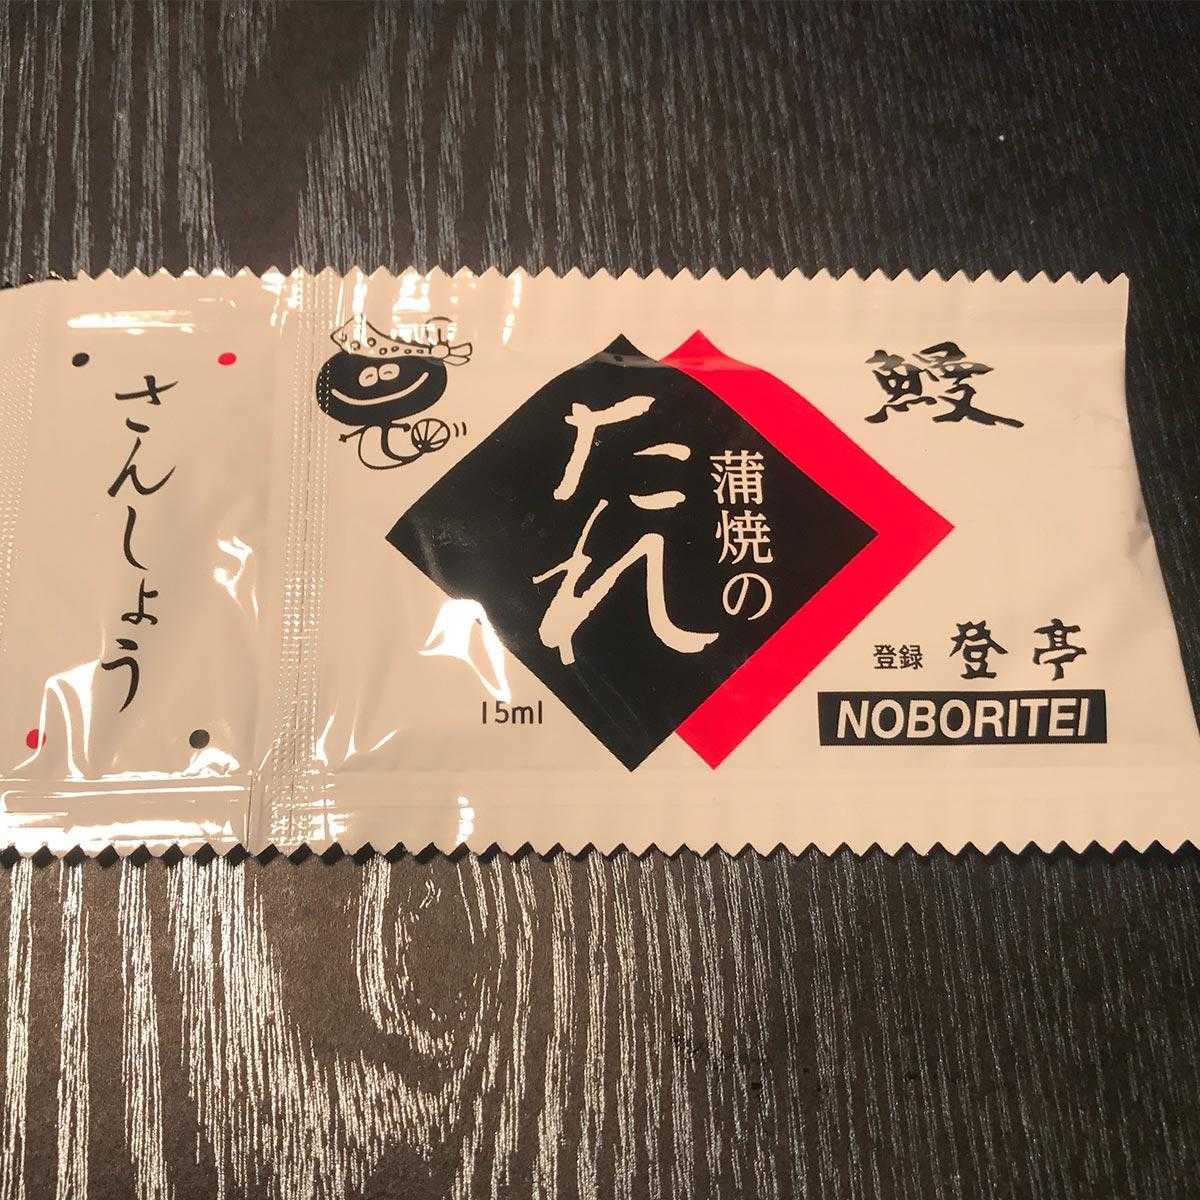 さんしょう
鰻
蒲焼の
たれ
15ml
登録 登亭
NOBORITEI